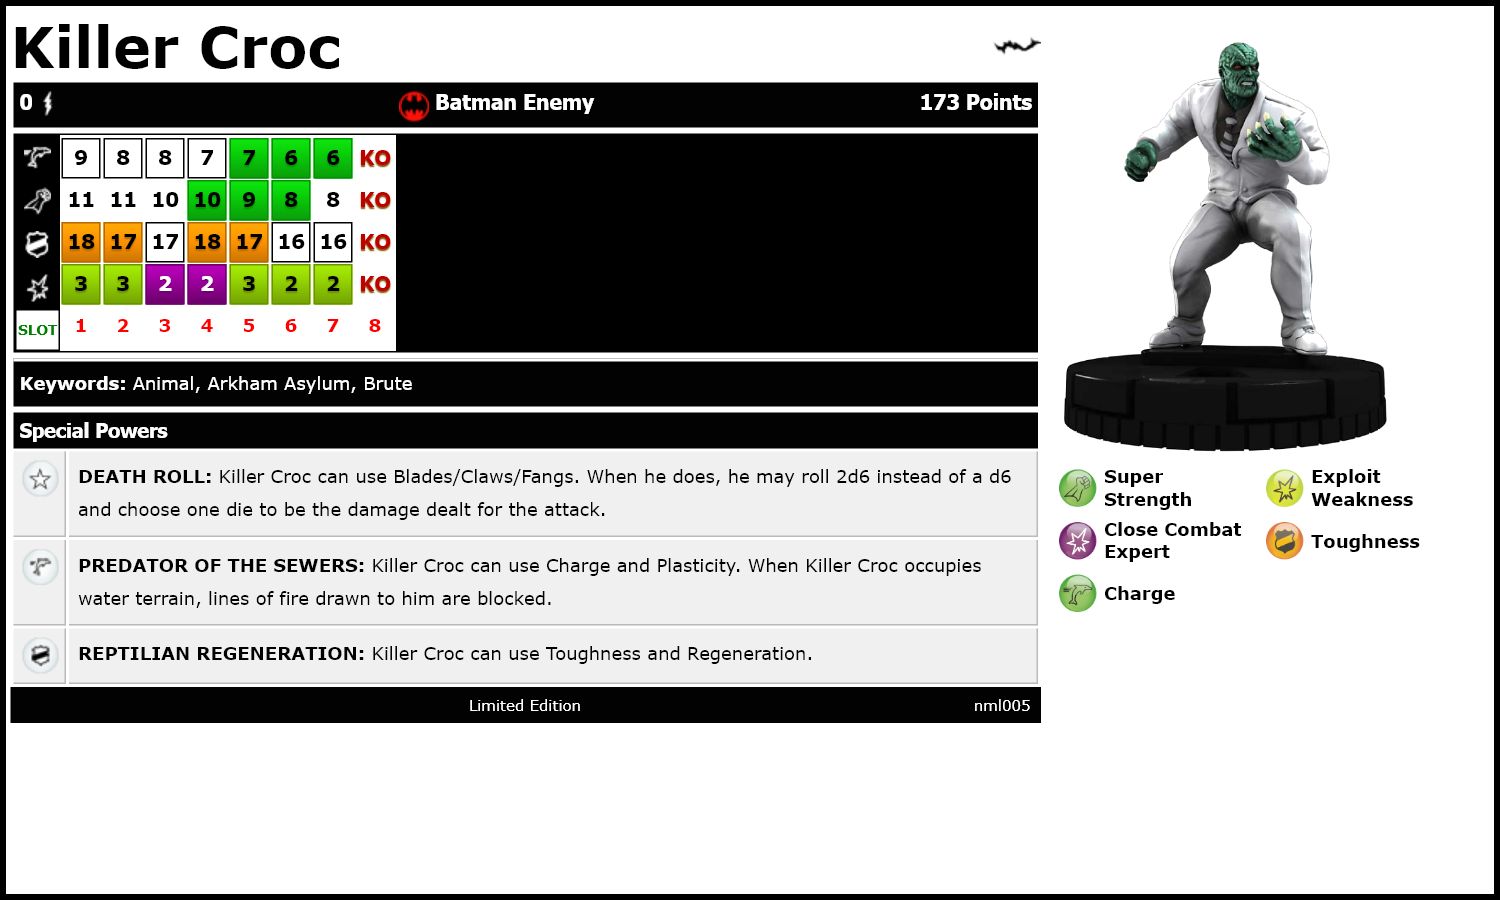 Killer Croc
0 Batman Enemy 173 Points
9 8 8 7 7 6 6 KO
11 11 10 10 9 8 8 KO
18 17 17 18 17 16 16 KO
3 3 2 2 3 2 2 KO
SLOT 1 2 3 4 5 6 7 8
Keywords: Animal, Arkham Asylum, Brute
Special Powers
DEATH ROLL: Killer Croc can use Blades/Claws/Fangs. When he does, he may roll 2d6 instead of a d6
and choose one die to be the damage dealt for the attack.
PREDATOR OF THE SEWERS: Killer Croc can use Charge and Plasticity. When Killer Croc occupies
water terrain, lines of fire drawn to him are blocked.
REPTILIAN REGENERATION: Killer Croc can use Toughness and Regeneration.
Limited Edition nml005
Super
Strength
Exploit
Weakness
Close Combat
Expert
Toughness
Charge